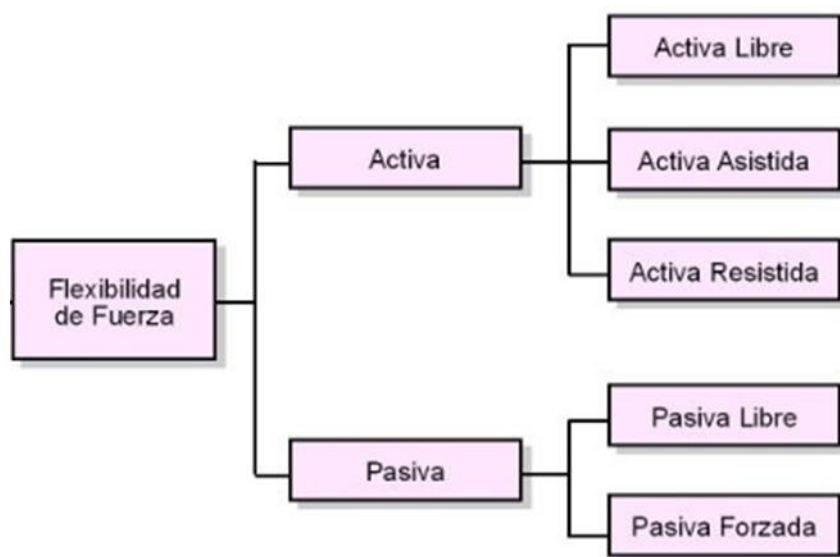 Flexibilidad
de Fuerza
Activa
Activa Libre
Activa Asistida
Activa Resistida
Pasiva
Pasiva Libre
Pasiva Forzada